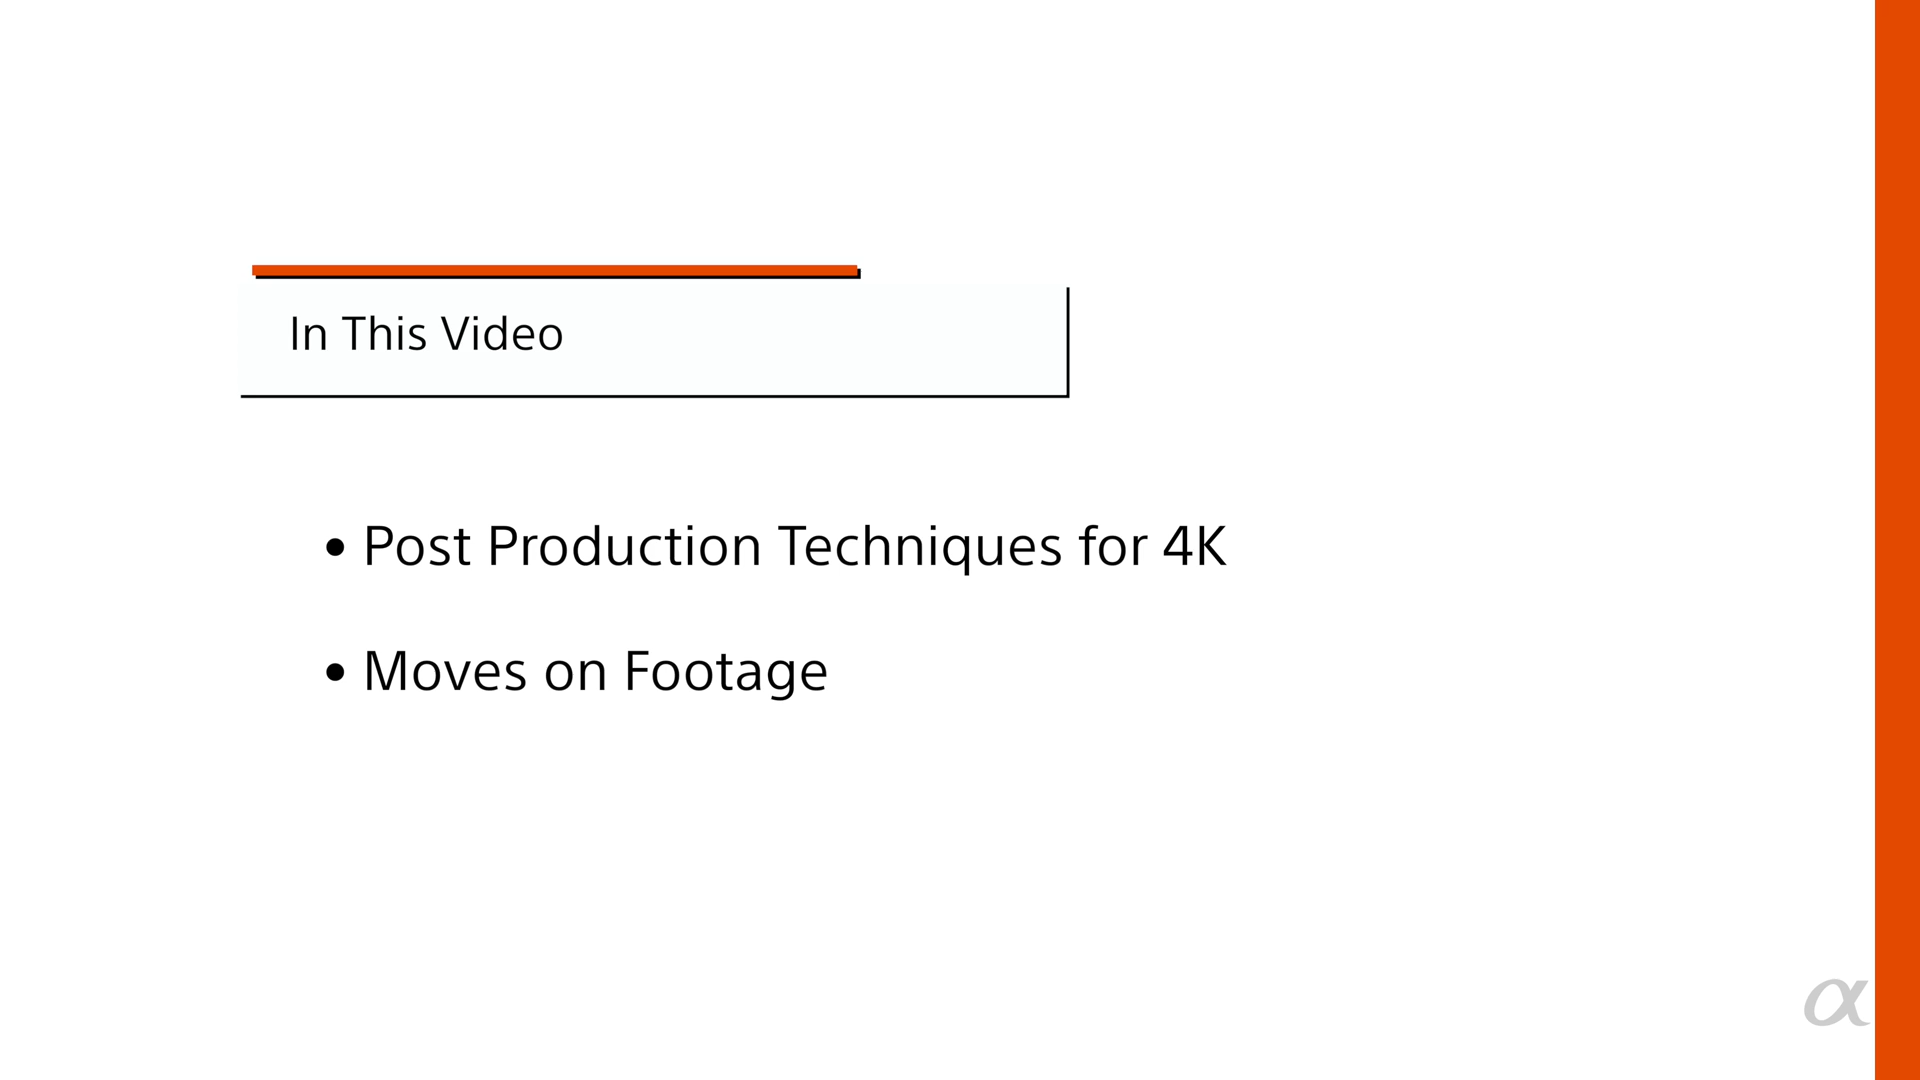 In This Video
• Post Production Techniques for 4K
• Moves on Footage
α